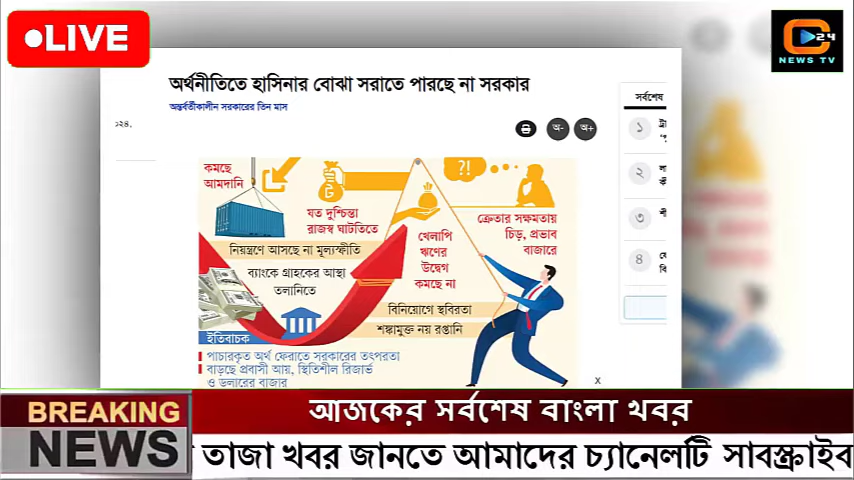 LIVE
C 24
NEWS TV
অর্থনীতিতে হাসিনার বোঝা সরাতে পারছে না সরকার
অন্তর্বর্তীকালীন সরকারের তিন মাস
২০২৪,
অ- অ+
সর্বশেষ
১
২
৩
৪
কমছে
আমদানি
যত দুশ্চিন্তা
রাজস্ব ঘাটতিতে
?!
ক্রেতার সক্ষমতায়
চিড়, প্রভাব
বাজারে
নিয়ন্ত্রণে আসছে না মূল্যস্ফীতি
খেলাপি
ঋণের
উদ্বেগ
কমছে না
ব্যাংকে গ্রাহকের আস্থা
তলানিতে
বিনিয়োগে স্থবিরতা
শঙ্কামুক্ত নয় রপ্তানি
ইতিবাচক
পাচারকৃত অর্থ ফেরাতে সরকারের তৎপরতা
বাড়ছে প্রবাসী আয়, স্থিতিশীল রিজার্ভ
ও ডলারের বাজার
x
BREAKING
NEWS
আজকের সর্বশেষ বাংলা খবর
তাজা খবর জানতে আমাদের চ্যানেলটি সাবস্ক্রাইব